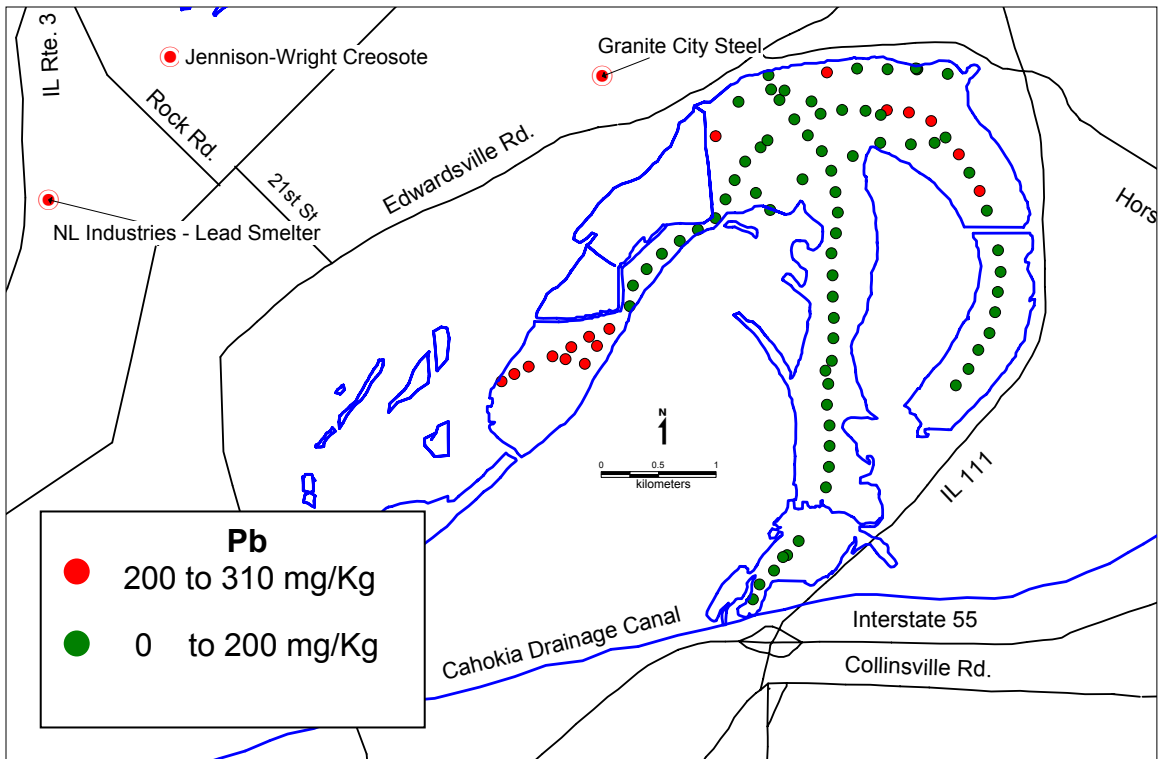 IL Rte. 3
Jennison-Wright Creosote
Granite City Steel
Rock Rd.
21st St
Edwardsville Rd.
NL Industries - Lead Smelter
Hors
N
0 0.5 1
kilometers
IL 111
Pb
200 to 310 mg/Kg
0 to 200 mg/Kg
Cahokia Drainage Canal
Interstate 55
Collinsville Rd.